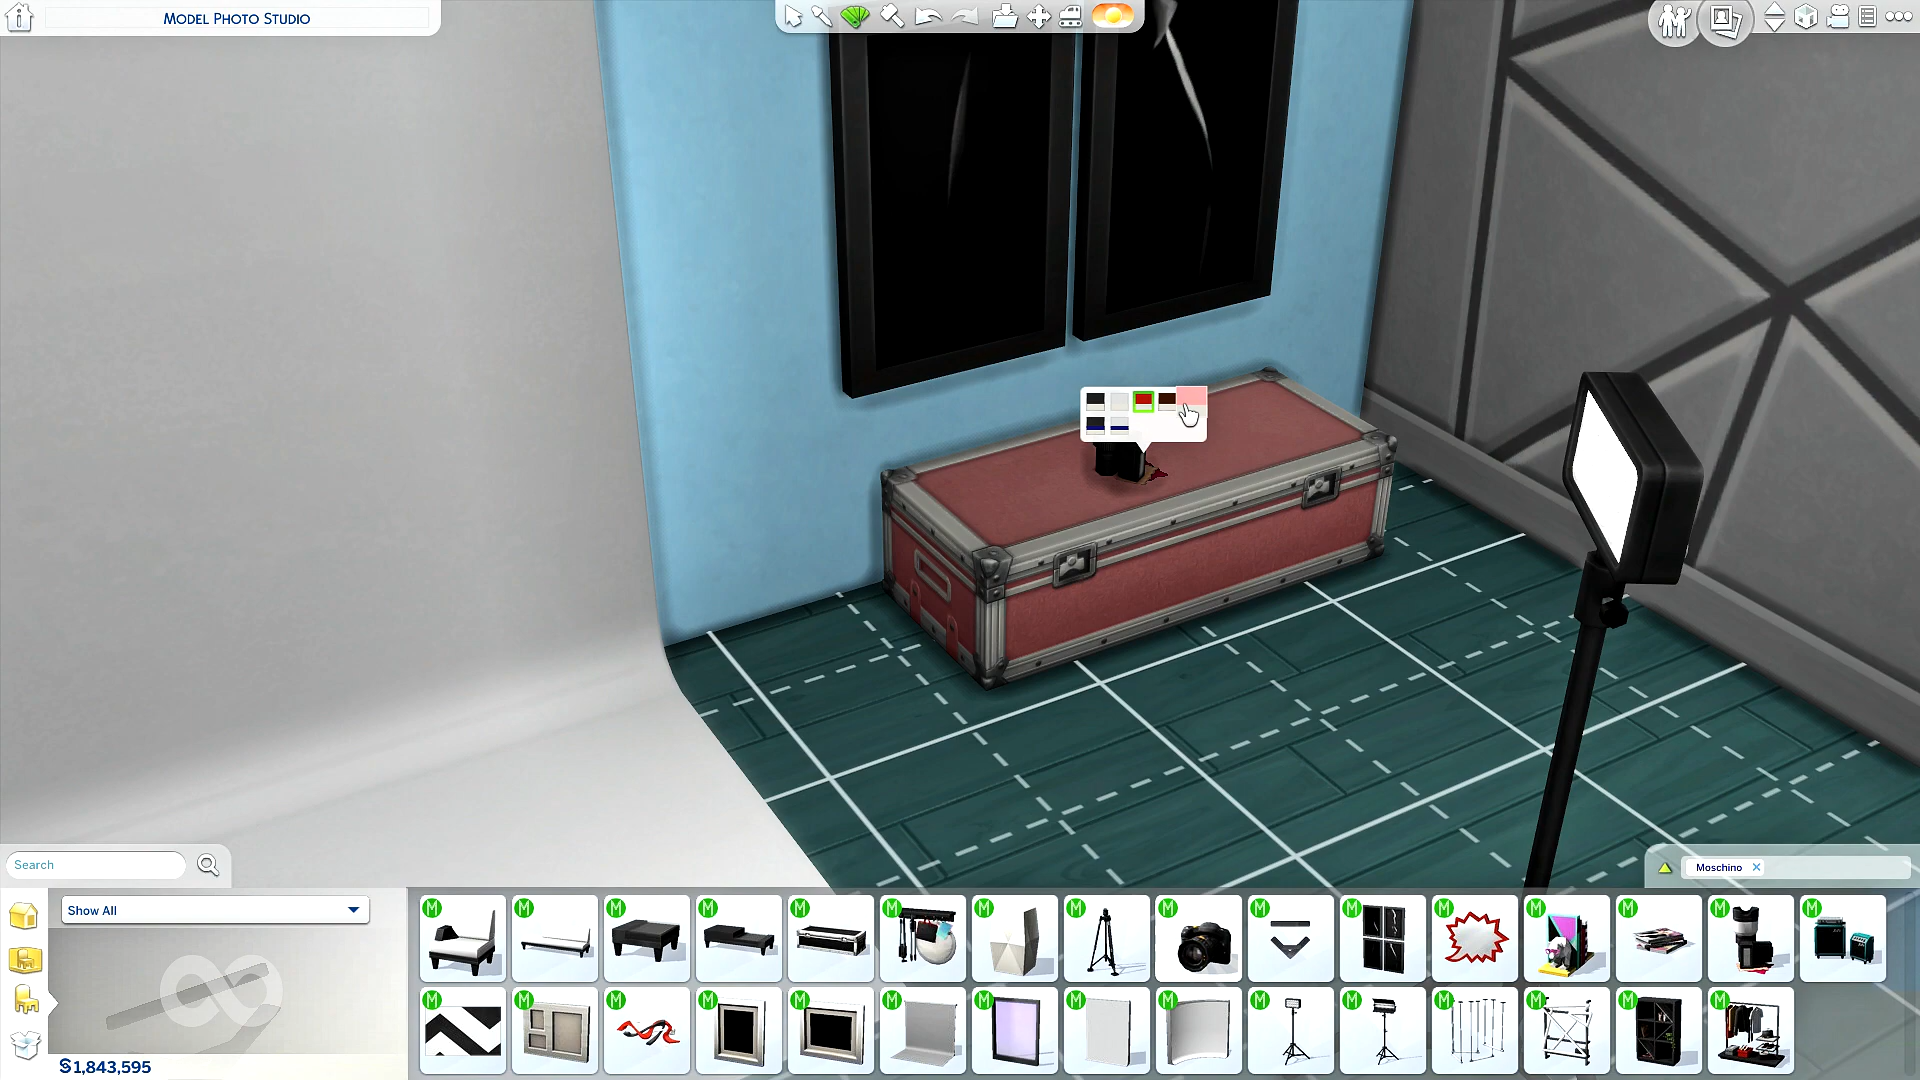 MODEL PHOTO STUDIO
Search
Moschino
Show All
§1,843,595